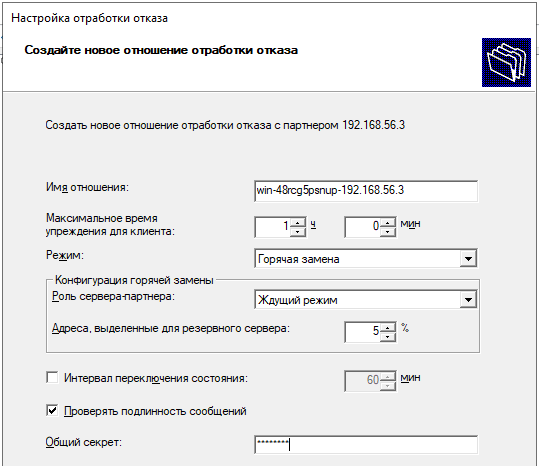 Настройка отработки отказа
Создайте новое отношение отработки отказа
Создать новое отношение отработки отказа с партнером 192.168.56.3
Имя отношения:
win-48rcg5psnup-192.168.56.3
Максимальное время
упреждения для клиента:
1 ч 0 мин
Режим:
Горячая замена
Конфигурация горячей замены
Роль сервера-партнера:
Ждущий режим
Адреса, выделенные для резервного сервера:
5 %
Интервал переключения состояния:
60 мин
Проверять подлинность сообщений
Общий секрет:
********